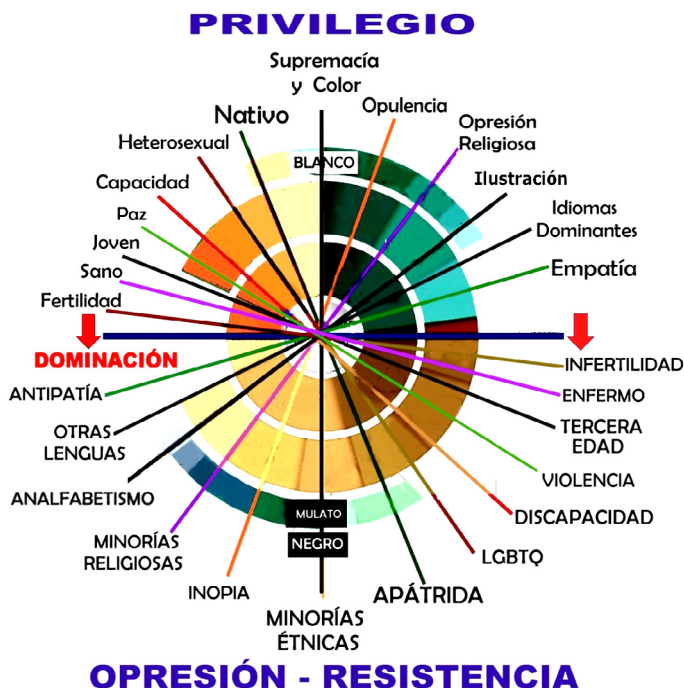 PRIVILEGIO
Supremacía
y Color
Opulencia
Nativo
Opresión
Religiosa
Heterosexual
BLANCO
Ilustración
Capacidad
Idiomas
Dominantes
Paz
Joven
Empatía
Sano
Fertilidad
DOMINACIÓN
INFERTILIDAD
ANTIPATÍA
ENFERMO
OTRAS
LENGUAS
TERCERA
EDAD
VIOLENCIA
ANALFABETISMO
MULATO
DISCAPACIDAD
MINORÍAS
RELIGIOSAS
NEGRO
LGBTQ
INOPIA
APÁTRIDA
MINORÍAS
ÉTNICAS
OPRESIÓN - RESISTENCIA